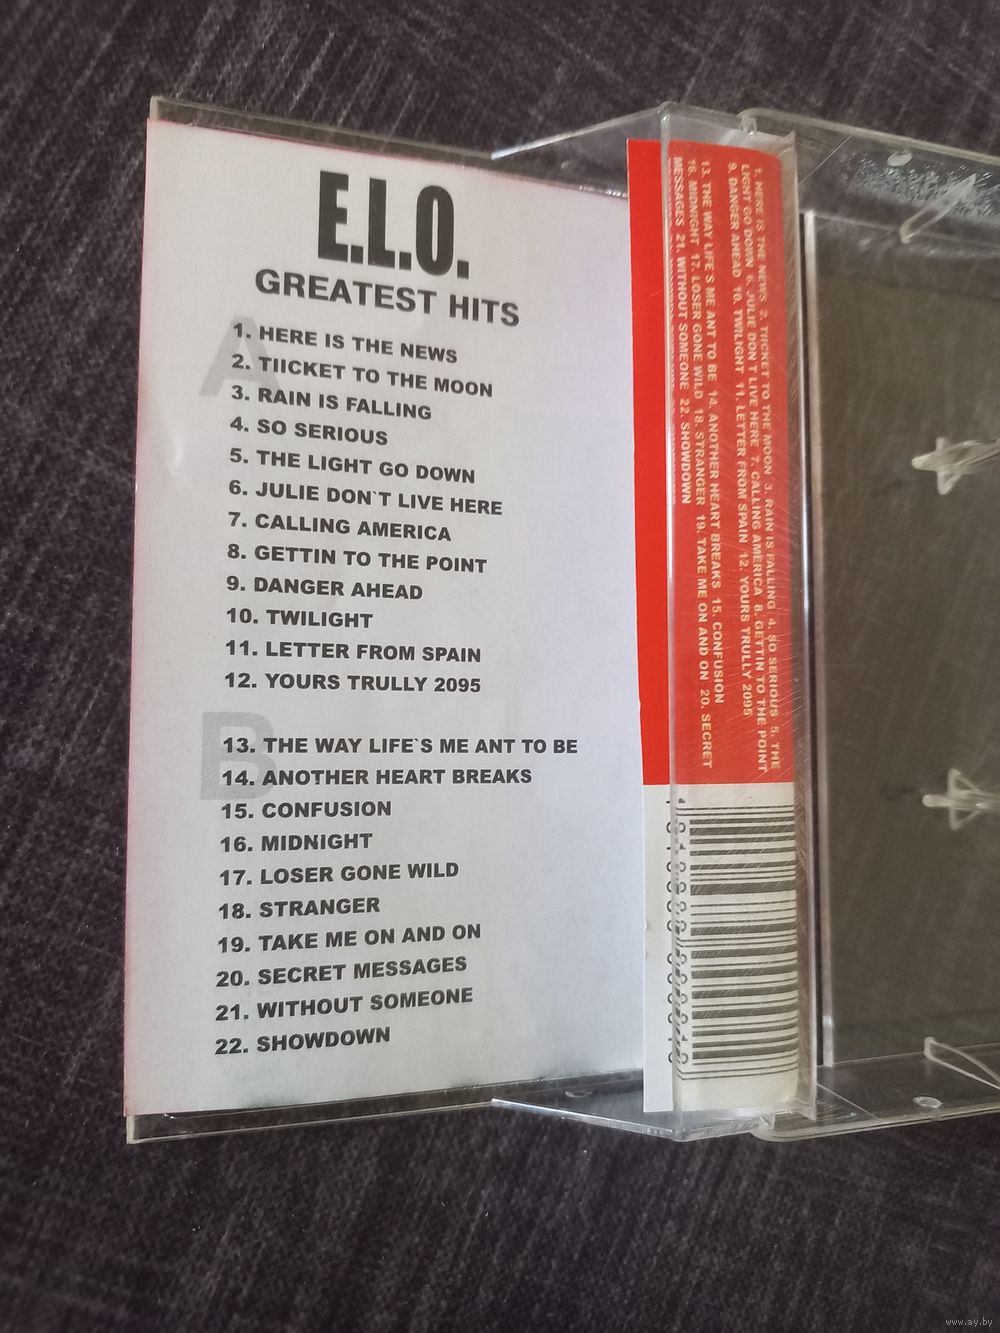 E.L.O.
GREATEST HITS
A
1. HERE IS THE NEWS
2. TIICKET TO THE MOON
3. RAIN IS FALLING
4. SO SERIOUS
5. THE LIGHT GO DOWN
6. JULIE DON`T LIVE HERE
7. CALLING AMERICA
8. GETTIN TO THE POINT
9. DANGER AHEAD
10. TWILIGHT
11. LETTER FROM SPAIN
12. YOURS TRULLY 2095
B
13. THE WAY LIFE`S ME ANT TO BE
14. ANOTHER HEART BREAKS
15. CONFUSION
16. MIDNIGHT
17. LOSER GONE WILD
18. STRANGER
19. TAKE ME ON AND ON
20. SECRET MESSAGES
21. WITHOUT SOMEONE
22. SHOWDOWN
1. HERE IS THE NEWS 2. TIICKET TO THE MOON 3. RAIN IS FALLING 4. SO SERIOUS 5. THE
LIGHT GO DOWN 6. JULIE DON`T LIVE HERE 7. CALLING AMERICA 8. GETTIN TO THE POINT
9. DANGER AHEAD 10. TWILIGHT 11. LETTER FROM SPAIN 12. YOURS TRULLY 2095
13. THE WAY LIFE`S ME ANT TO BE 14. ANOTHER HEART BREAKS 15. CONFUSION
16. MIDNIGHT 17. LOSER GONE WILD 18. STRANGER 19. TAKE ME ON AND ON 20. SECRET
MESSAGES 21. WITHOUT SOMEONE 22. SHOWDOWN
www.ay.by